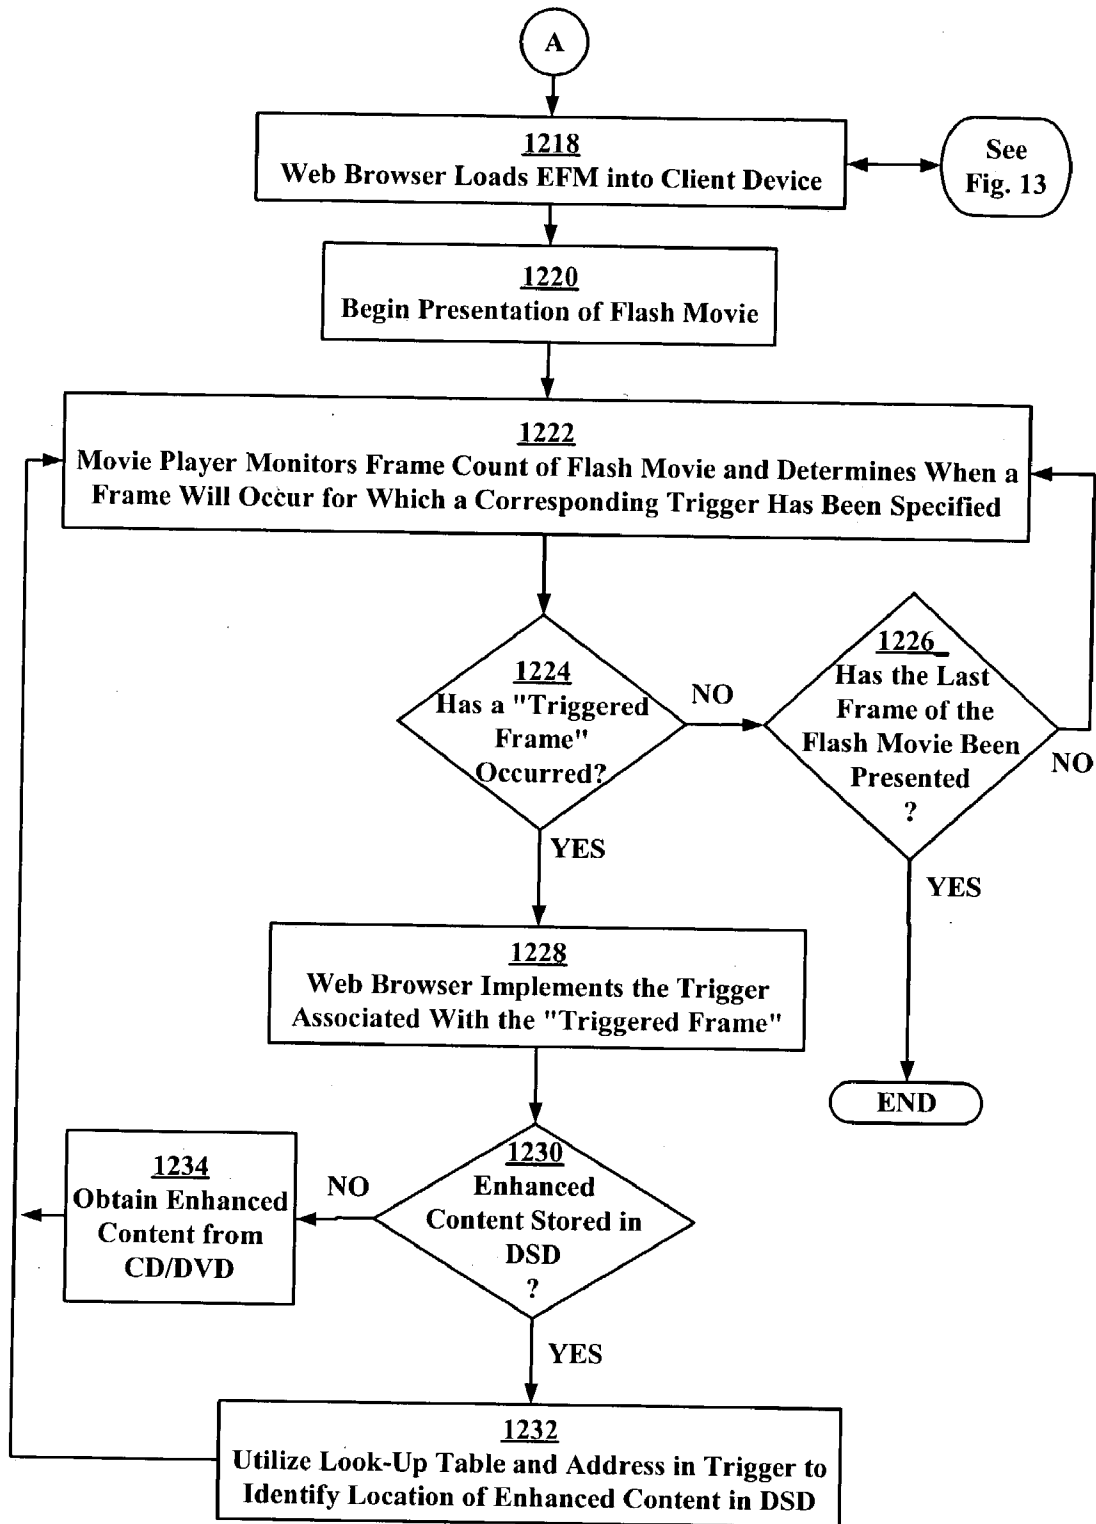 A
1218
Web Browser Loads EFM into Client Device
See
Fig. 13
1220
Begin Presentation of Flash Movie
1222
Movie Player Monitors Frame Count of Flash Movie and Determines When a
Frame Will Occur for Which a Corresponding Trigger Has Been Specified
1224
Has a "Triggered
Frame"
Occurred?
NO
1226
Has the Last
Frame of the
Flash Movie Been
Presented
?
NO
YES
YES
1228
Web Browser Implements the Trigger
Associated With the "Triggered Frame"
END
1230
Enhanced
Content Stored in
DSD
?
NO
1234
Obtain Enhanced
Content from
CD/DVD
YES
1232
Utilize Look-Up Table and Address in Trigger to
Identify Location of Enhanced Content in DSD